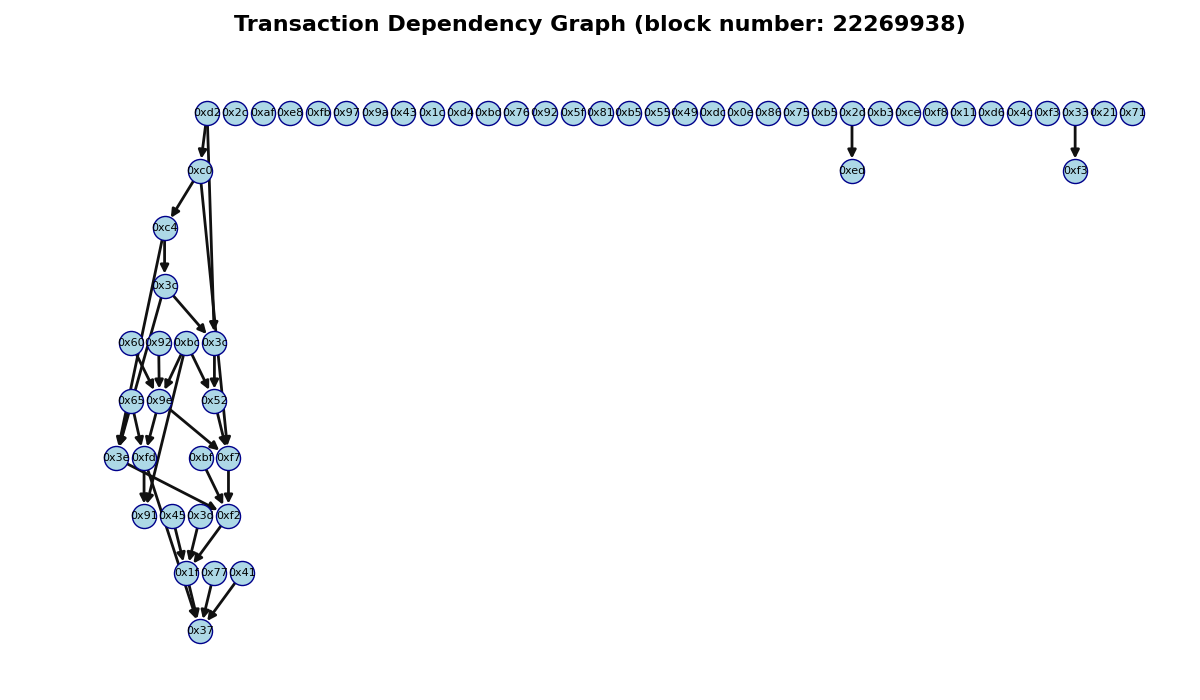 Transaction Dependency Graph (block number: 22269938)
0xd2 0x2c 0xaf 0xe8 0xfb 0x97 0x9a 0x43 0x1c 0xd4 0xbd 0x76 0x92 0x5f 0x81 0xb5 0x55 0x49 0xdc 0x0e 0x86 0x75 0xb5 0x2d 0xb3 0xce 0xf8 0x11 0xd6 0x4c 0xf3 0x33 0x21 0x71
0xc0 0xed 0xf3
0xc4
0x3c
0x60 0x92 0xbc 0x3c
0x65 0x9e 0x52
0x3e 0xfd 0xbf 0xf7
0x91 0x45 0x3d 0xf2
0x1f 0x77 0x41
0x37